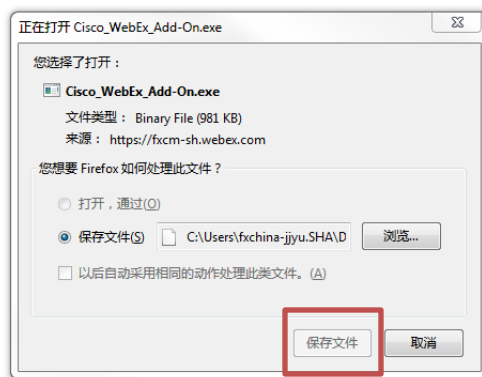 正在打开 Cisco_WebEx_Add-On.exe
您选择了打开：
Cisco_WebEx_Add-On.exe
文件类型： Binary File (981 KB)
来源： https://fxcm-sh.webex.com
您想要 Firefox 如何处理此文件？
打开，通过(O)
保存文件(S) C:\Users\fxchina-jjyu.SHA\D 浏览...
以后自动采用相同的动作处理此类文件。(A)
保存文件 取消